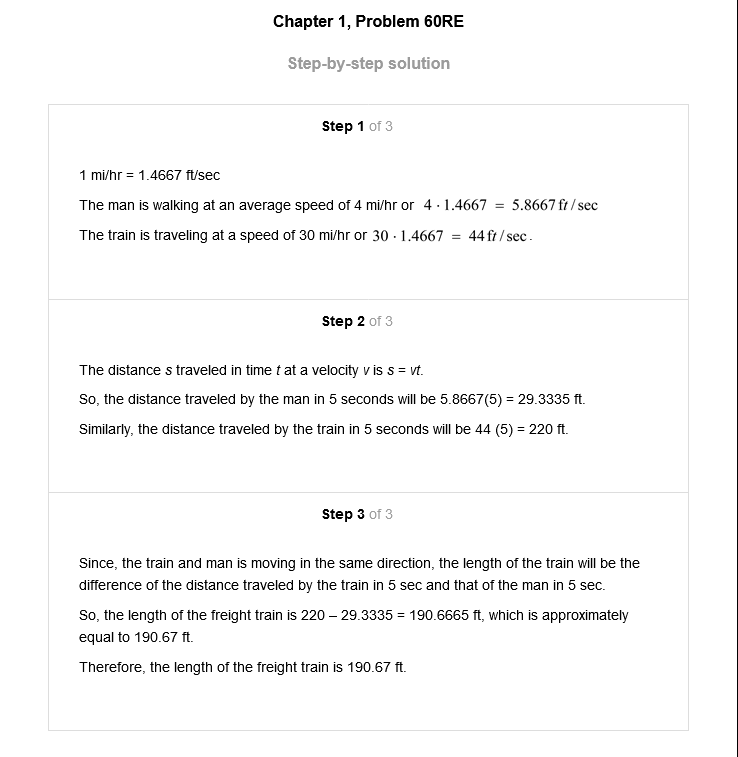 Chapter 1, Problem 60RE
Step-by-step solution
Step 1 of 3
1 mi/hr = 1.4667 ft/sec
The man is walking at an average speed of 4 mi/hr or 4 · 1.4667 = 5.8667 ft / sec
The train is traveling at a speed of 30 mi/hr or 30 · 1.4667 = 44 ft / sec .
Step 2 of 3
The distance s traveled in time t at a velocity v is s = vt.
So, the distance traveled by the man in 5 seconds will be 5.8667(5) = 29.3335 ft.
Similarly, the distance traveled by the train in 5 seconds will be 44 (5) = 220 ft.
Step 3 of 3
Since, the train and man is moving in the same direction, the length of the train will be the
difference of the distance traveled by the train in 5 sec and that of the man in 5 sec.
So, the length of the freight train is 220 – 29.3335 = 190.6665 ft, which is approximately
equal to 190.67 ft.
Therefore, the length of the freight train is 190.67 ft.